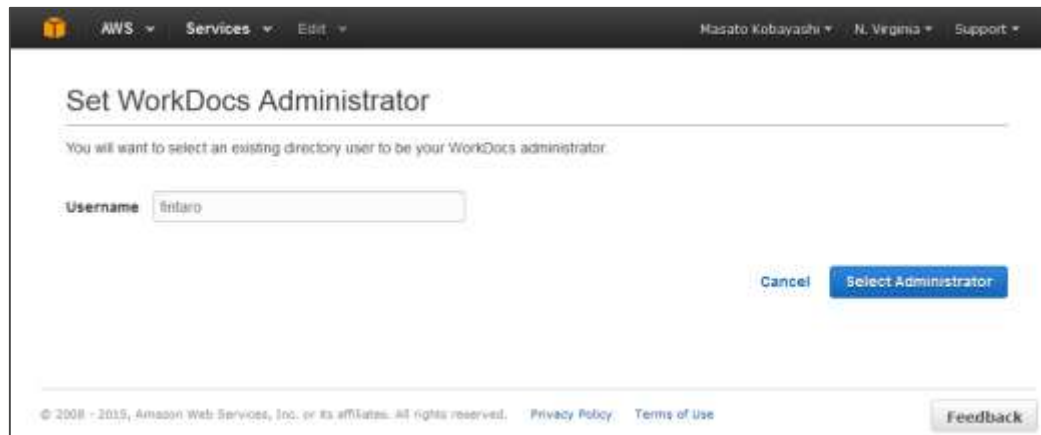 AWS Services Edit Masato Kobayashi N. Virginia Support
Set WorkDocs Administrator
You will want to select an existing directory user to be your WorkDocs administrator.
Username fintaro
Cancel Select Administrator
© 2008 - 2015, Amazon Web Services, Inc. or its affiliates. All rights reserved. Privacy Policy Terms of Use Feedback